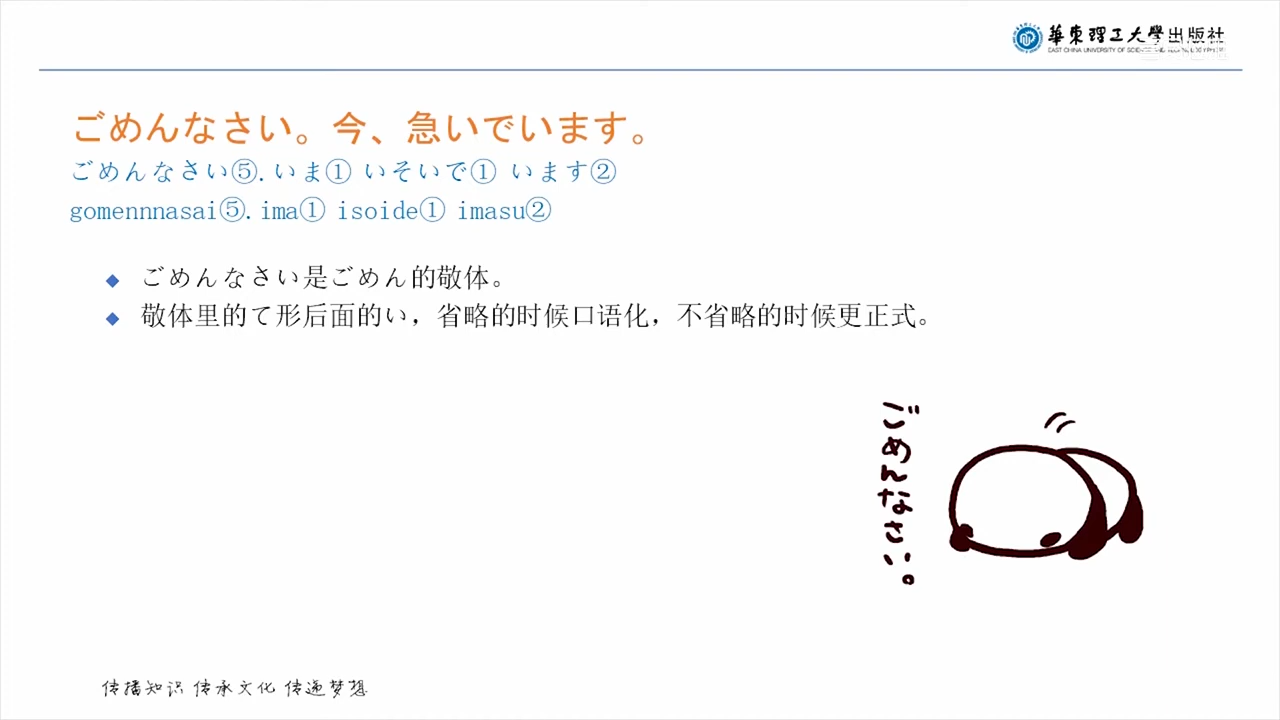 華東理工大學出版社
ごめんなさい。今、急いでいます。
ごめんなさい⑤.いま① いそいで① います②
gomennnasai⑤.ima① isoide① imasu②
◆ ごめんなさい是ごめん的敬体。
◆ 敬体里的て形后面的い，省略的时候口语化，不省略的时候更正式。
ごめんなさい。
传播知识 传承文化 传递梦想